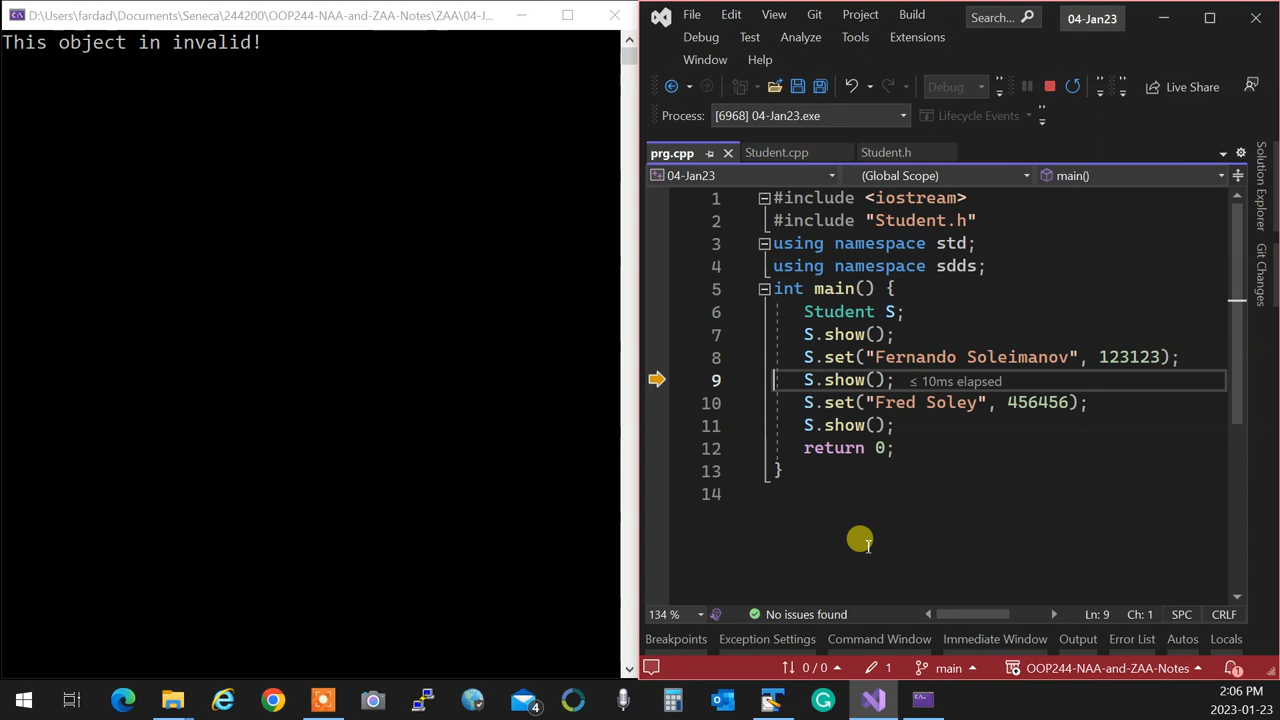 D:\Users\fardad\Documents\Seneca\244200\OOP244-NAA-and-ZAA-Notes\ZAA\04-J...
This object in invalid!
File Edit View Git Project Build
Search...
04-Jan23
Debug Test Analyze Tools Extensions
Window Help
Debug
Live Share
Process: [6968] 04-Jan23.exe
Lifecycle Events
prg.cpp Student.cpp Student.h
04-Jan23 (Global Scope) main()
1 #include <iostream>
2 #include "Student.h"
3 using namespace std;
4 using namespace sdds;
5 int main() {
6 Student S;
7 S.show();
8 S.set("Fernando Soleimanov", 123123);
9 S.show(); ≤ 10ms elapsed
10 S.set("Fred Soley", 456456);
11 S.show();
12 return 0;
13 }
14
Solution Explorer
Git Changes
134 % No issues found Ln: 9 Ch: 1 SPC CRLF
Breakpoints Exception Settings Command Window Immediate Window Output Error List Autos Locals
0 / 0 1 main OOP244-NAA-and-ZAA-Notes 1
4
2:06 PM
2023-01-23